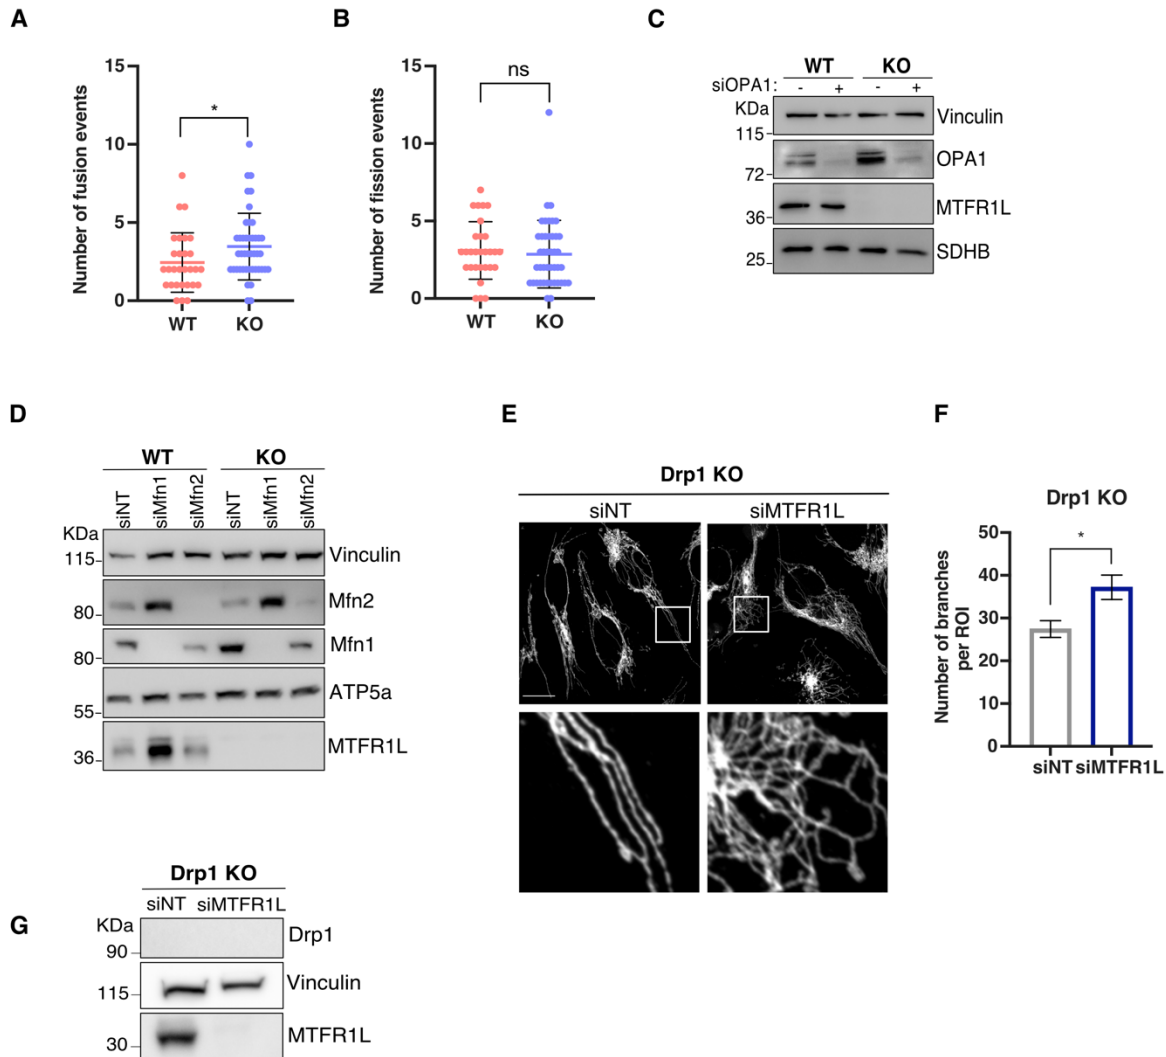 A
Number of fusion events
15
10
5
0
*
WT
KO
B
Number of fission events
15
10
5
0
ns
WT
KO
C
WT KO
siOPA1: - + - +
KDa
115
Vinculin
72
OPA1
36
MTFR1L
25
SDHB
D
WT KO
siNT siMfn1 siMfn2 siNT siMfn1 siMfn2
KDa
115
Vinculin
80
Mfn2
80
Mfn1
55
ATP5a
36
MTFR1L
E
Drp1 KO
siNT siMTFR1L
F
Drp1 KO
Number of branches
per ROI
50
40
30
20
10
0
*
siNT siMTFR1L
G
Drp1 KO
siNT siMTFR1L
KDa
90
Drp1
115
Vinculin
30
MTFR1L